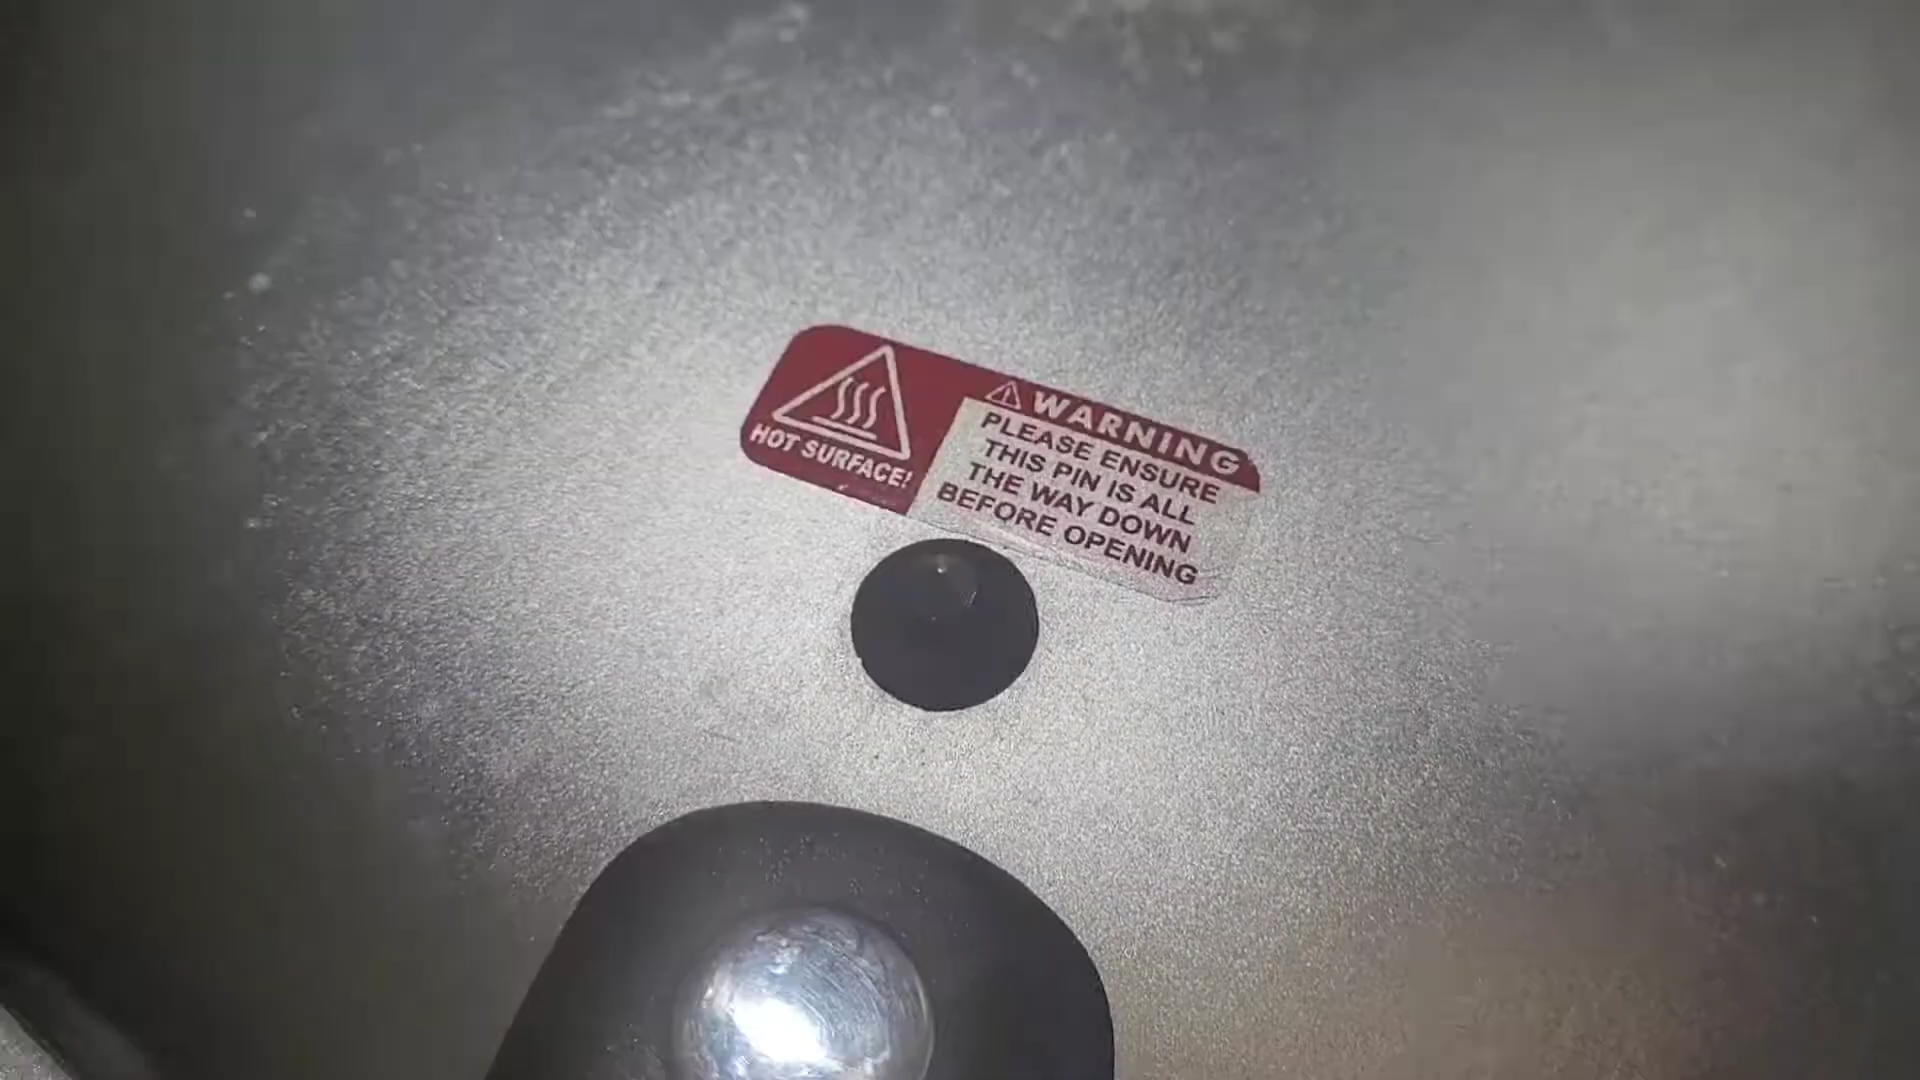 HOT SURFACE!
WARNING
PLEASE ENSURE
THIS PIN IS ALL
THE WAY DOWN
BEFORE OPENING